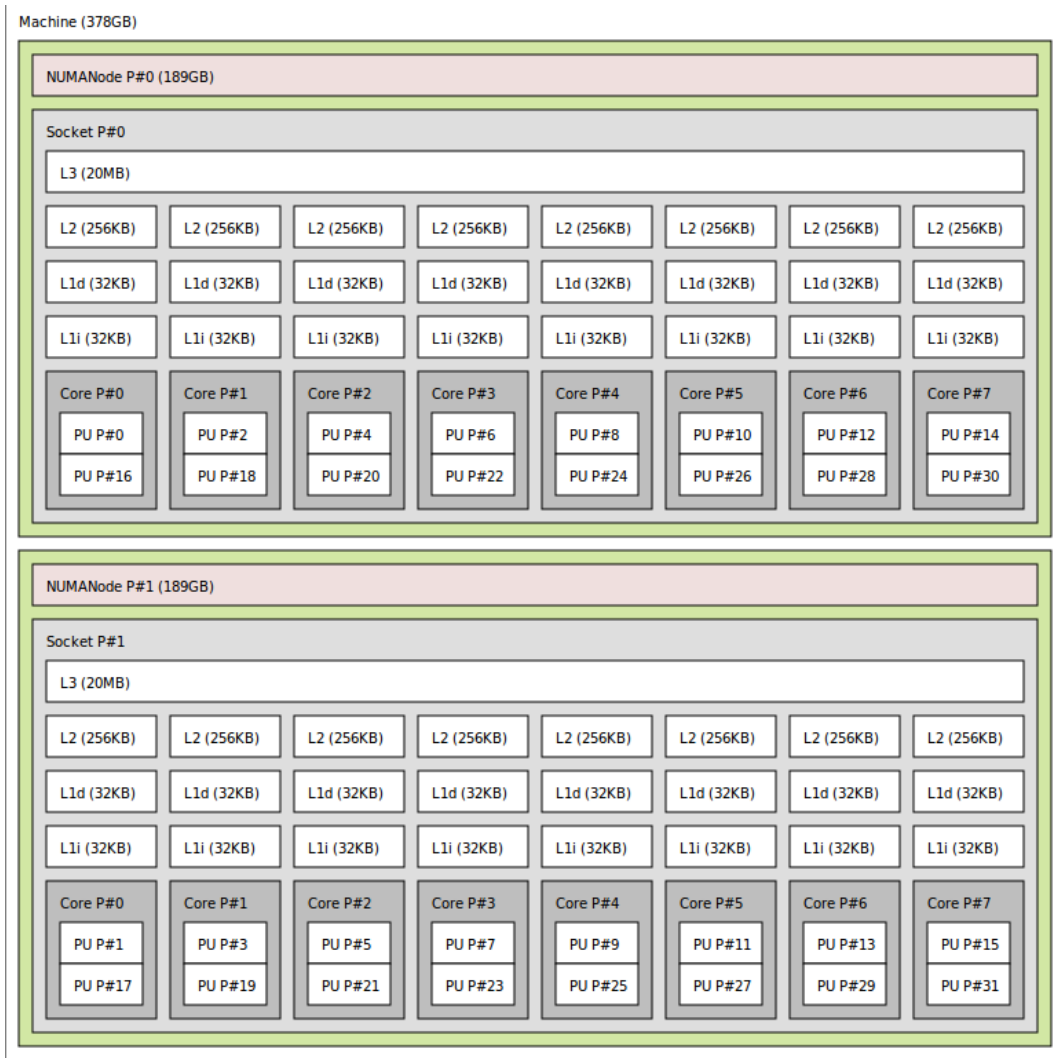 Machine (378GB)
NUMANode P#0 (189GB)
Socket P#0
L3 (20MB)
L2 (256KB) L2 (256KB) L2 (256KB) L2 (256KB) L2 (256KB) L2 (256KB) L2 (256KB) L2 (256KB)
L1d (32KB) L1d (32KB) L1d (32KB) L1d (32KB) L1d (32KB) L1d (32KB) L1d (32KB) L1d (32KB)
L1i (32KB) L1i (32KB) L1i (32KB) L1i (32KB) L1i (32KB) L1i (32KB) L1i (32KB) L1i (32KB)
Core P#0 Core P#1 Core P#2 Core P#3 Core P#4 Core P#5 Core P#6 Core P#7
PU P#0 PU P#2 PU P#4 PU P#6 PU P#8 PU P#10 PU P#12 PU P#14
PU P#16 PU P#18 PU P#20 PU P#22 PU P#24 PU P#26 PU P#28 PU P#30
NUMANode P#1 (189GB)
Socket P#1
L3 (20MB)
L2 (256KB) L2 (256KB) L2 (256KB) L2 (256KB) L2 (256KB) L2 (256KB) L2 (256KB) L2 (256KB)
L1d (32KB) L1d (32KB) L1d (32KB) L1d (32KB) L1d (32KB) L1d (32KB) L1d (32KB) L1d (32KB)
L1i (32KB) L1i (32KB) L1i (32KB) L1i (32KB) L1i (32KB) L1i (32KB) L1i (32KB) L1i (32KB)
Core P#0 Core P#1 Core P#2 Core P#3 Core P#4 Core P#5 Core P#6 Core P#7
PU P#1 PU P#3 PU P#5 PU P#7 PU P#9 PU P#11 PU P#13 PU P#15
PU P#17 PU P#19 PU P#21 PU P#23 PU P#25 PU P#27 PU P#29 PU P#31